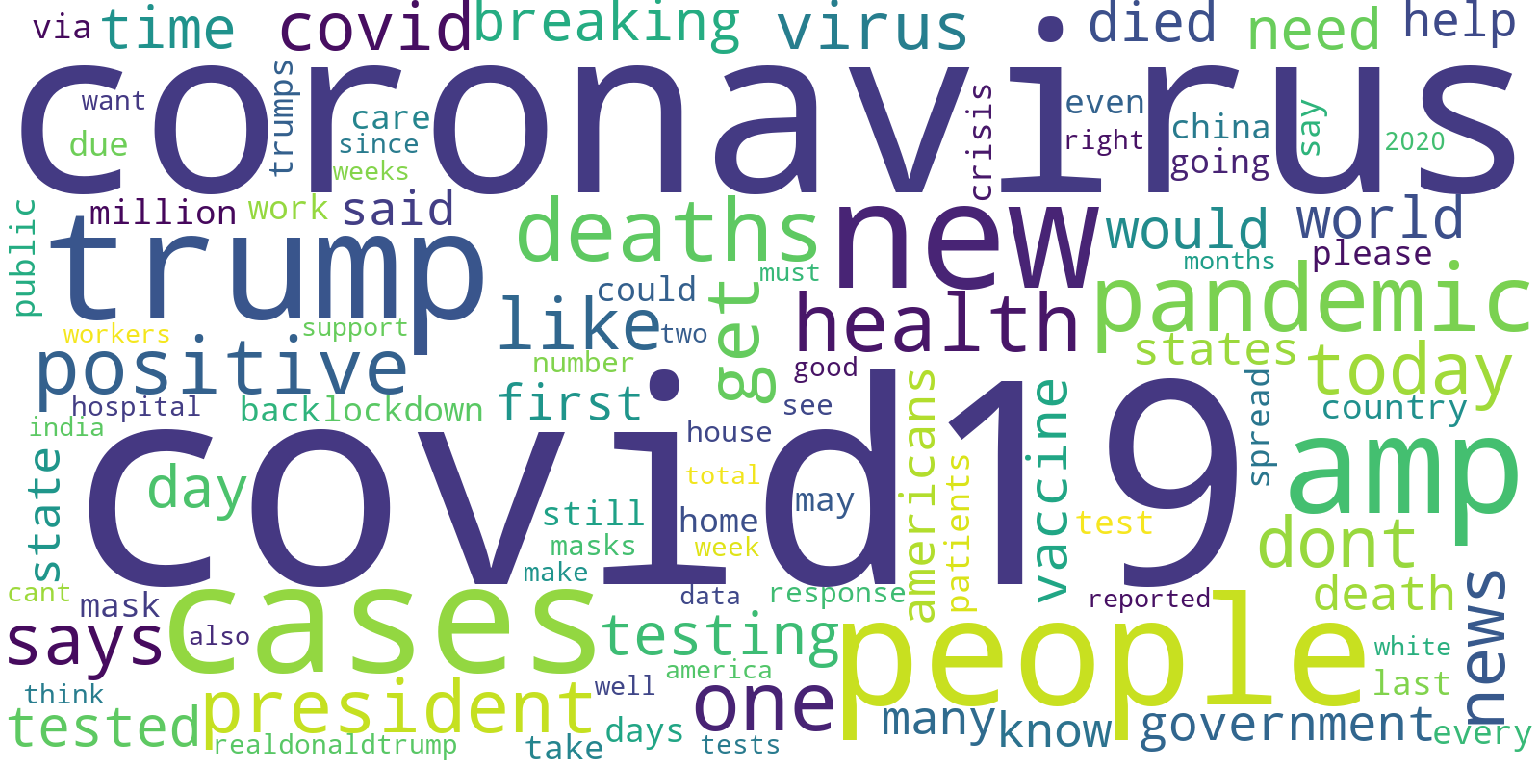 via time covid breaking virus died need help
coronavirus
want trumps care since weeks crisis even right china going say 2020 due
public million work said deaths new would world please months
trump must pandemic
workers support could like two get health states today
positive number good
hospital back lockdown first see house americans vaccine spread country
india covid19 amp
state day total may patients test
still home masks week dont
make
cant mask cases data response reported death news
says also testing people white
america
think president well one last
tested realdonaldtrump take days tests many know government every